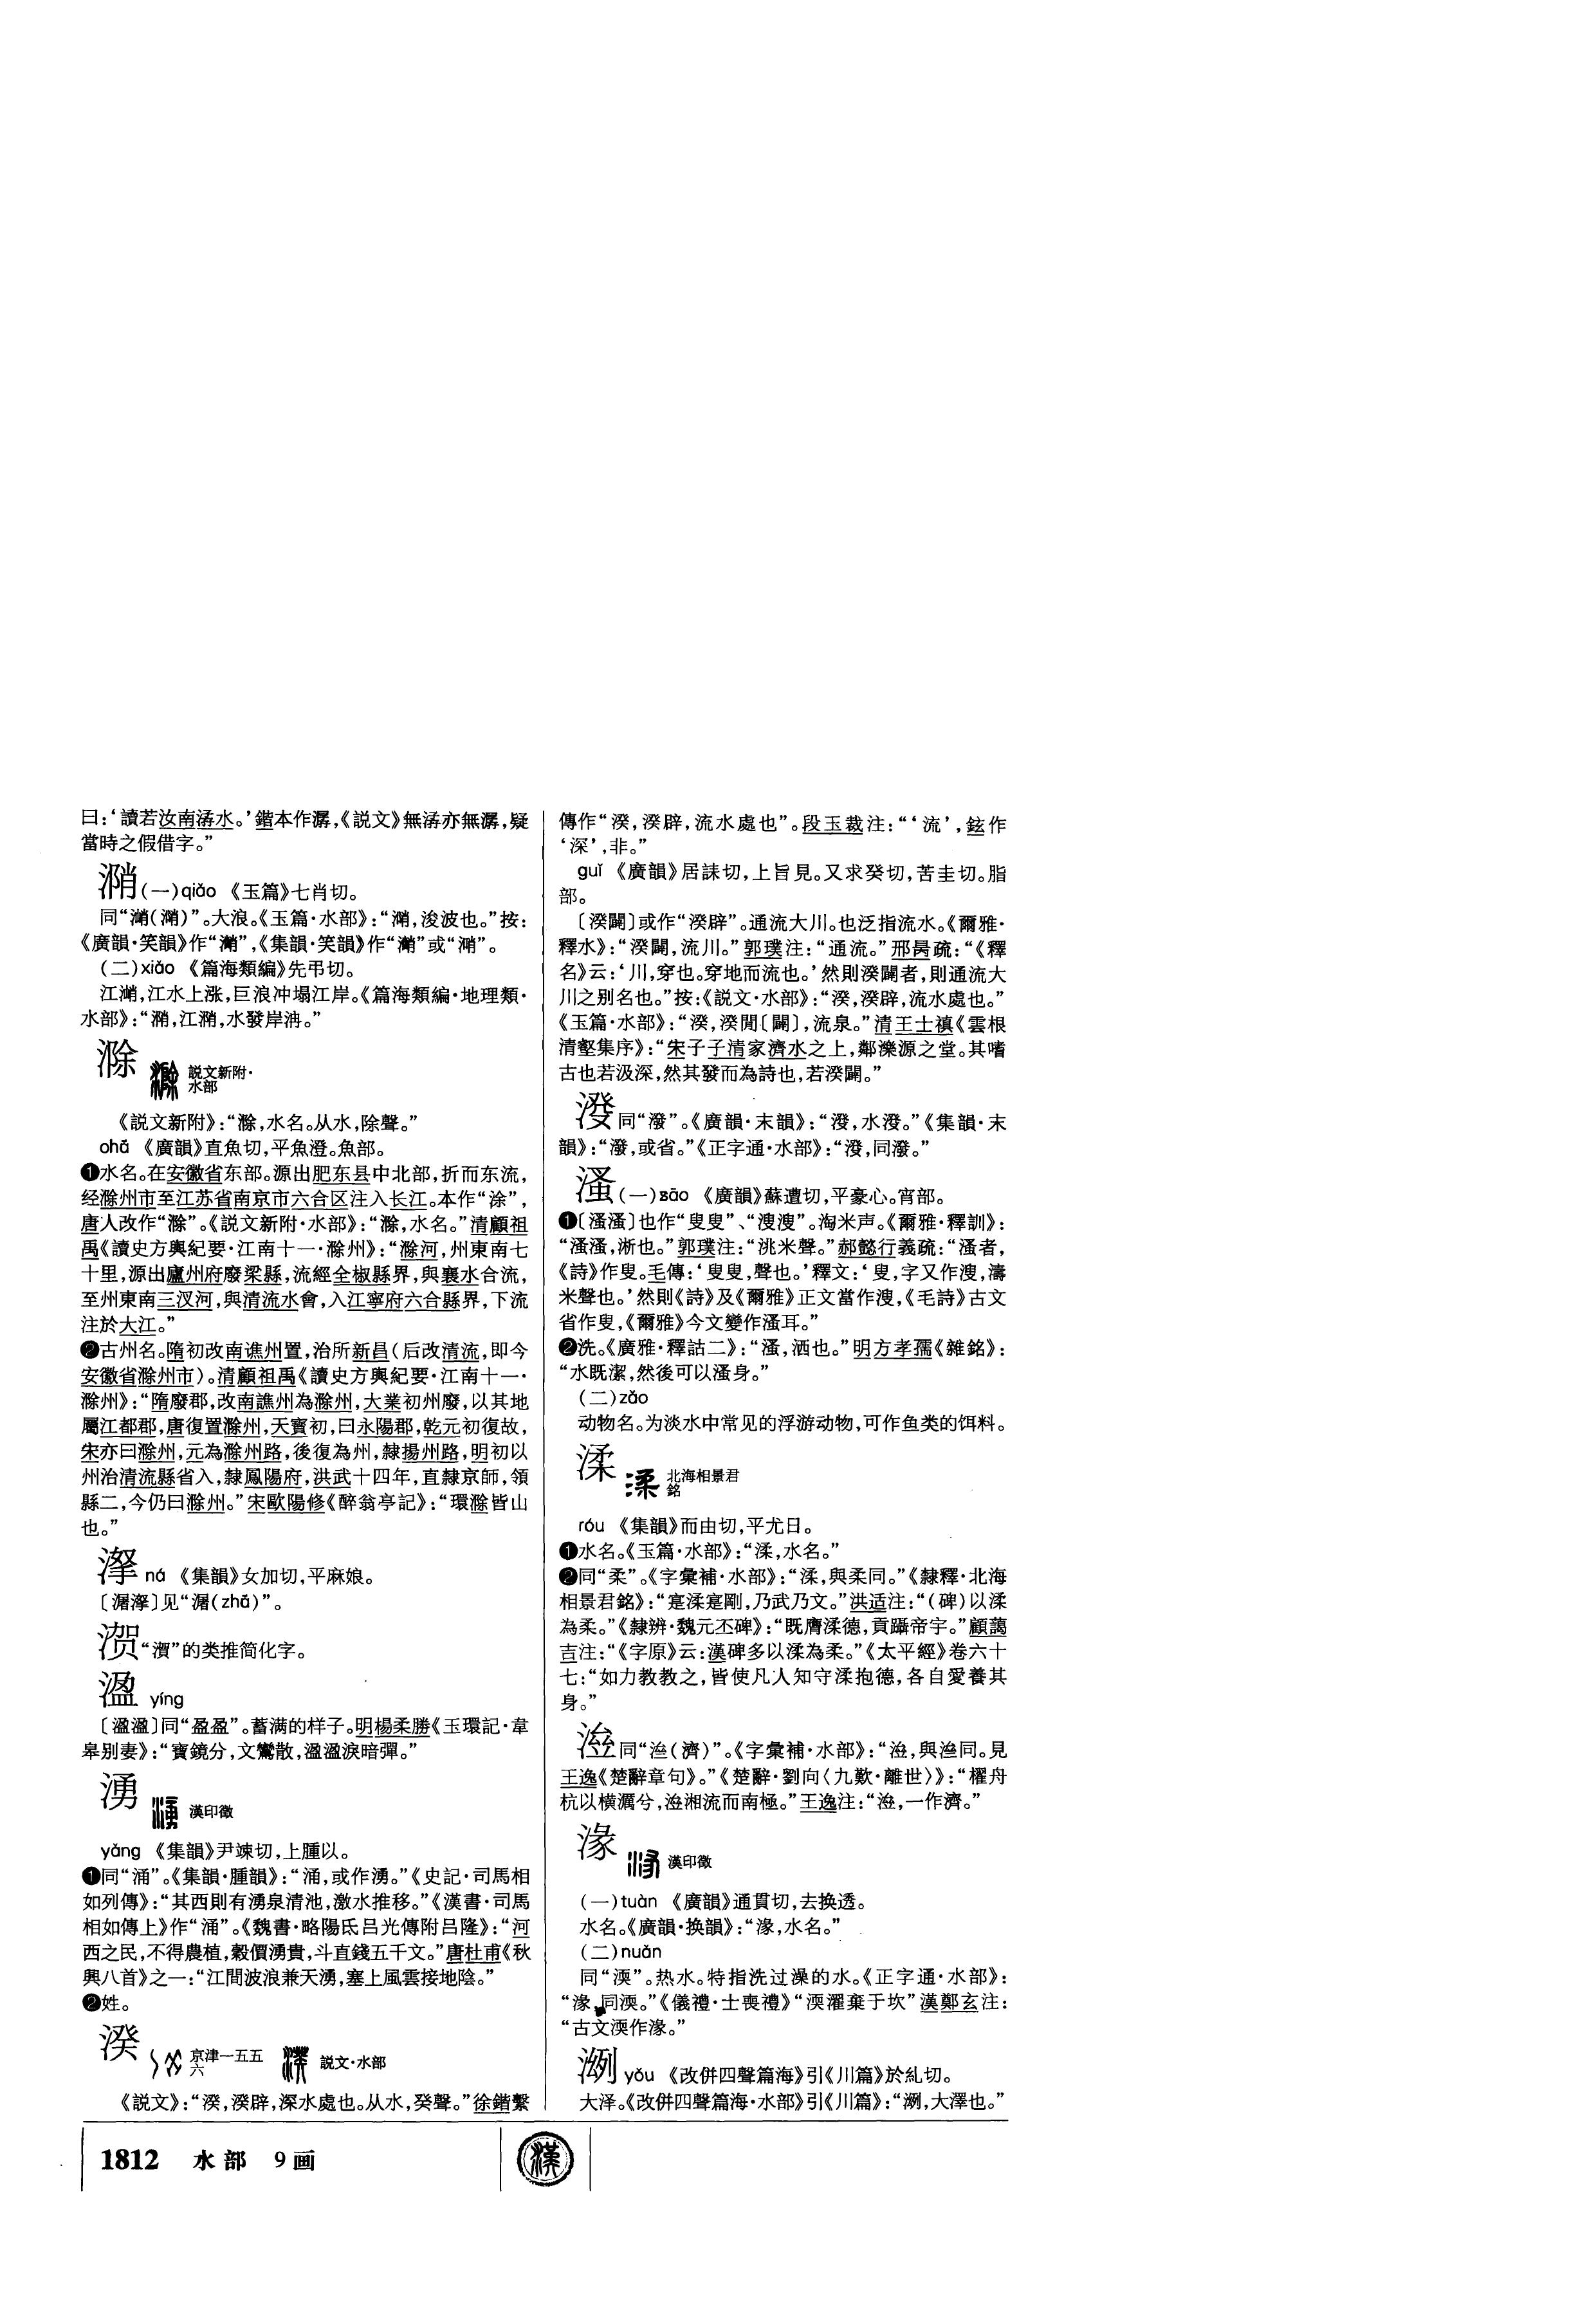 曰：‘讀若汝南涽水。’鍇本作潺，《説文》無涽亦無潺，疑
當時之假借字。”
(一)qiǎo 《玉篇》七肖切。
大浪。《玉篇·水部》：“，浚波也。”按：
《廣韻·笑韻》作“”，《集韻·笑韻》作“”或“”。
(二)xiǎo 《篇海類編》先弔切。
江水上涨，巨浪冲塌江岸。《篇海類編·地理類·
水部》：“水發岸。”
滁 説文新附·
水部
《説文新附》：“滁，水名。从水，除聲。”
《廣韻》直魚切，平魚澄。魚部。
❶水名。在安徽省东部。源出肥东县中北部，折而东流，
经滁州市至江苏省南京市六合区注入长江。本作“涂”，
唐人改作“滁”。《説文新附·水部》：“滁，水名。”清顧祖
禹《讀史方輿紀要·江南十一·滁州》：“滁河，州東南七
十里，源出廬州府廢梁縣，流經全椒縣界，與襄水合流，
至州東南三汊河，與清流水會，入江寧府六合縣界，下流
注於大江。”
❷古州名。隋初改南谯州置，治所新昌（后改清流，即今
安徽省滁州市）。清顧祖禹《讀史方輿紀要·江南十一·
滁州》：“隋廢郡，改南譙州為滁州，大業初州廢，以其地
屬江都郡，唐復置滁州，天寶初，曰永陽郡，乾元初復故，
宋亦曰滁州，元為滁州路，後復為州，隸揚州路，明初以
州治清流縣省入，隸鳳陽府，洪武十四年，直隸京師，領
縣二，今仍曰滁州。”宋歐陽修《醉翁亭記》：“環滁皆山
也。”
ná 《集韻》女加切，平麻娘。
见“(zhā)”。
“”的类推简化字。
溋 yíng
〔溋溋〕同“盈盈”。蓄满的样子。明楊柔勝《玉環記·韋
皋别妻》：“寶鏡分，文鸞散，溋溋淚暗彈。”
湧 漢印徵
yǒng 《集韻》尹竦切，上腫以。
❶同“涌”。《集韻·腫韻》：“涌，或作湧。”《史記·司馬相
如列傳》：“其西則有湧泉清池，激水推移。”《漢書·司馬
相如傳上》作“涌”。《魏書·略陽氐吕光傳附吕隆》：“河
西之民，不得農植，穀價湧貴，斗直錢五千文。”唐杜甫《秋
興八首》之一：“江間波浪兼天湧，塞上風雲接地陰。”
❷姓。
湀 京津一五五
六 説文·水部
《説文》：“湀，湀辟，深水處也。从水，癸聲。”徐鍇繫
傳作“湀，湀辟，流水處也”。段玉裁注：“‘流’，鉉作
‘深’，非。”
guǐ 《廣韻》居誄切，上旨見。又求癸切，苦圭切。脂
部。
〔湀闢〕或作“湀辟”。通流大川。也泛指流水。《爾雅·
釋水》：“湀闢，流川。”郭璞注：“通流。”邢昺疏：“《釋
名》云：‘川，穿也。穿地而流也。’然則湀闢者，則通流大
川之别名也。”按：《説文·水部》：“湀，湀辟，流水處也。”
《玉篇·水部》：“湀，湀閞〔闢〕，流泉。”清王士禛《雲根
清壑集序》：“朱子子清家濟水之上，鄰濼源之堂。其嗜
古也若汲深，然其發而為詩也，若湀闢。”
同“潑”。《廣韻·末韻》：“，水。”《集韻·末
韻》：“潑，或省。”《正字通·水部》：“，同潑。”
溞 (一)sāo 《廣韻》蘇遭切，平豪心。宵部。
❶〔溞溞〕也作“叟叟”、“溲溲”。淘米声。《爾雅·釋訓》：
“溞溞，淅也。”郭璞注：“洮米聲。”郝懿行義疏：“溞者，
《詩》作叟。毛傳：‘叟叟，聲也。’釋文：‘叟，字又作溲，濤
米聲也。’然則《詩》及《爾雅》正文當作溲，《毛詩》古文
省作叟，《爾雅》今文變作溞耳。”
❷洗。《廣雅·釋詁二》：“溞，洒也。”明方孝孺《雜銘》：
“水既潔，然後可以溞身。”
(二)zǎo
动物名。为淡水中常见的浮游动物，可作鱼类的饵料。
渘 北海相景君
銘
róu 《集韻》而由切，平尤日。
❶水名。《玉篇·水部》：“渘，水名。”
❷同“柔”。《字彙補·水部》：“渘，與柔同。”《隸釋·北海
相景君銘》：“寔渘寔剛，乃武乃文。”洪适注：“（碑）以渘
為柔。”《隸辨·魏元丕碑》：“既膺渘德，貢躡帝宇。”顧藹
吉注：“《字原》云：漢碑多以渘為柔。”《太平經》卷六十
七：“如力教教之，皆使凡人知守渘抱德，各自愛養其
身。”
同“（濟）”。《字彙補·水部》：“，與同。見
王逸《楚辭章句》。”《楚辭·劉向〈九歎·離世〉》：“櫂舟
杭以横濿兮，湘流而南極。”王逸注：“，一作濟。”
湪 漢印徵
(一)tuàn 《廣韻》通貫切，去换透。
水名。《廣韻·换韻》：“湪，水名。”
(二)nuǎn
同“渜”。热水。特指洗过澡的水。《正字通·水部》：
“湪，同渜。”《儀禮·士喪禮》“渜濯棄于坎”漢鄭玄注：
“古文渜作湪。”
yǒu 《改併四聲篇海》引《川篇》於糺切。
大泽。《改併四聲篇海·水部》引《川篇》：“，大澤也。”
1812 水部 9画
漢